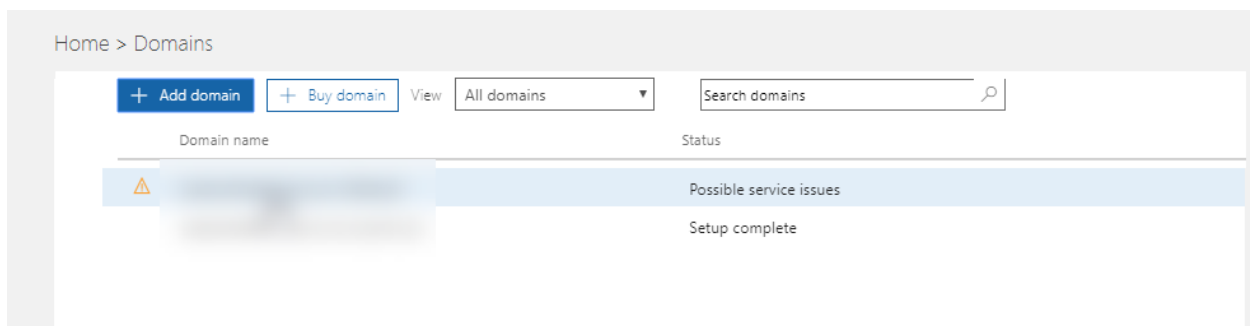 Home > Domains
+ Add domain + Buy domain View All domains Search domains
Domain name Status
Possible service issues
Setup complete